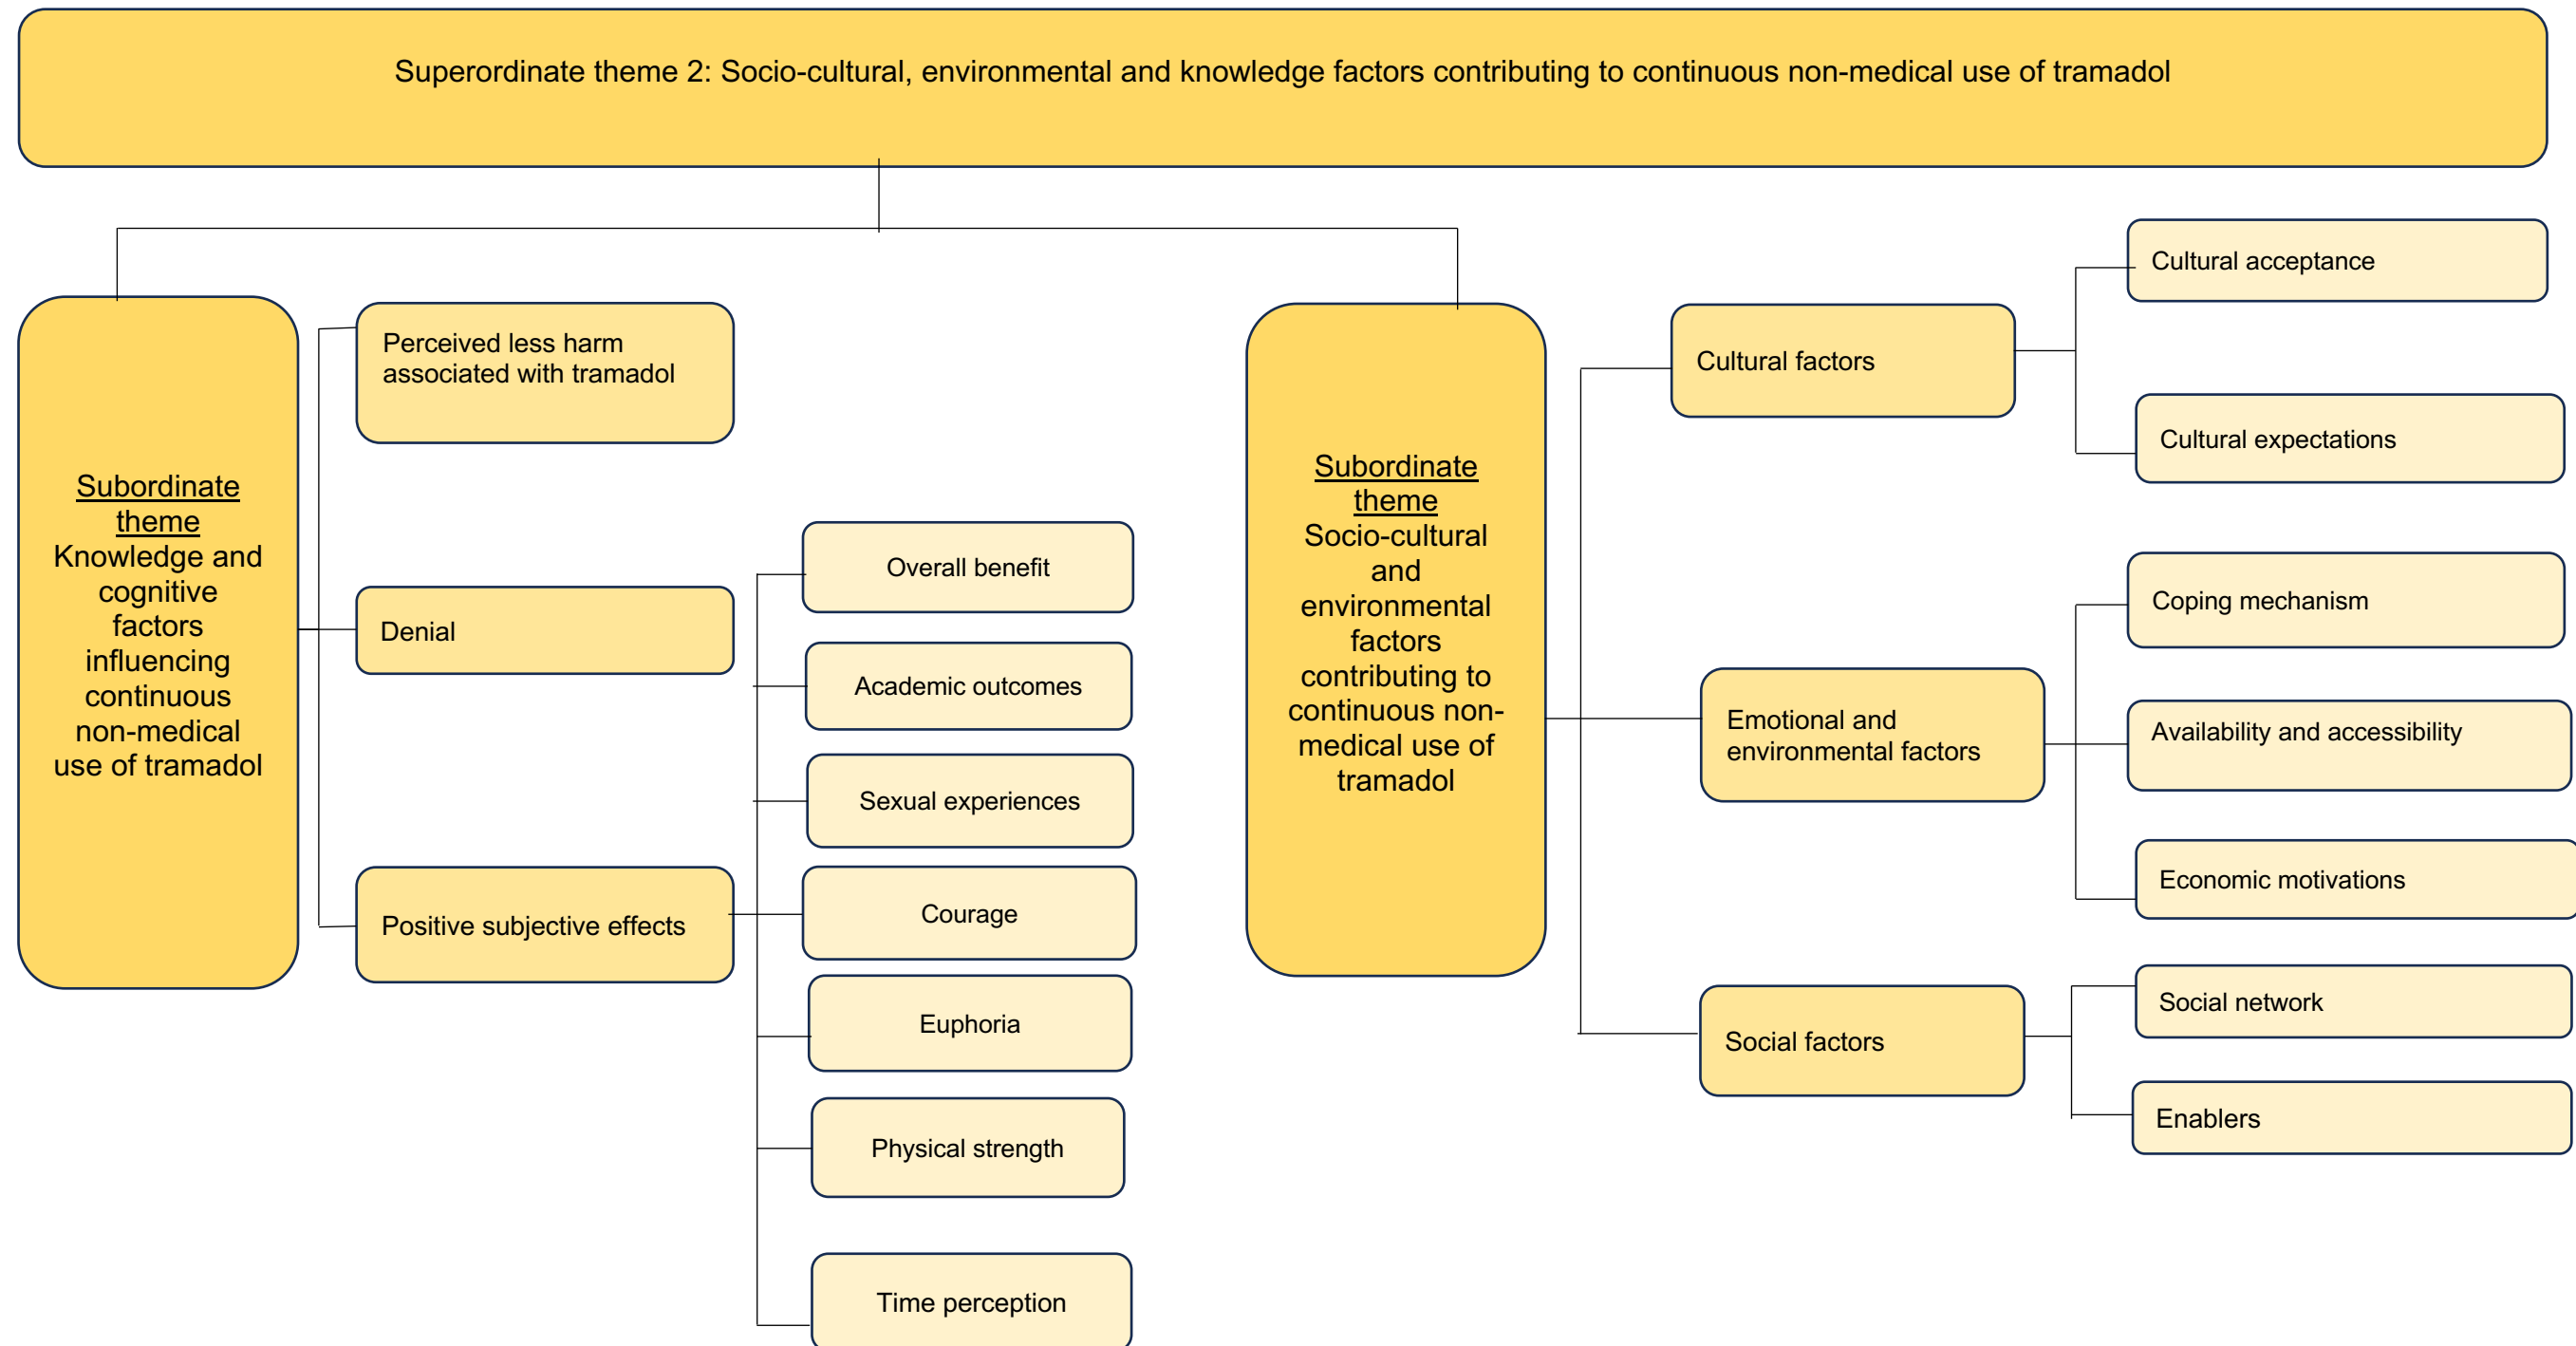 Superordinate theme 2: Socio-cultural, environmental and knowledge factors contributing to continuous non-medical use of tramadol
Subordinate
theme
Knowledge and
cognitive
factors
influencing
continuous
non-medical
use of tramadol
Perceived less harm
associated with tramadol
Denial
Positive subjective effects
Overall benefit
Academic outcomes
Sexual experiences
Courage
Euphoria
Physical strength
Time perception
Subordinate
theme
Socio-cultural
and
environmental
factors
contributing to
continuous non-
medical use of
tramadol
Cultural factors
Cultural acceptance
Cultural expectations
Emotional and
environmental factors
Coping mechanism
Availability and accessibility
Economic motivations
Social factors
Social network
Enablers